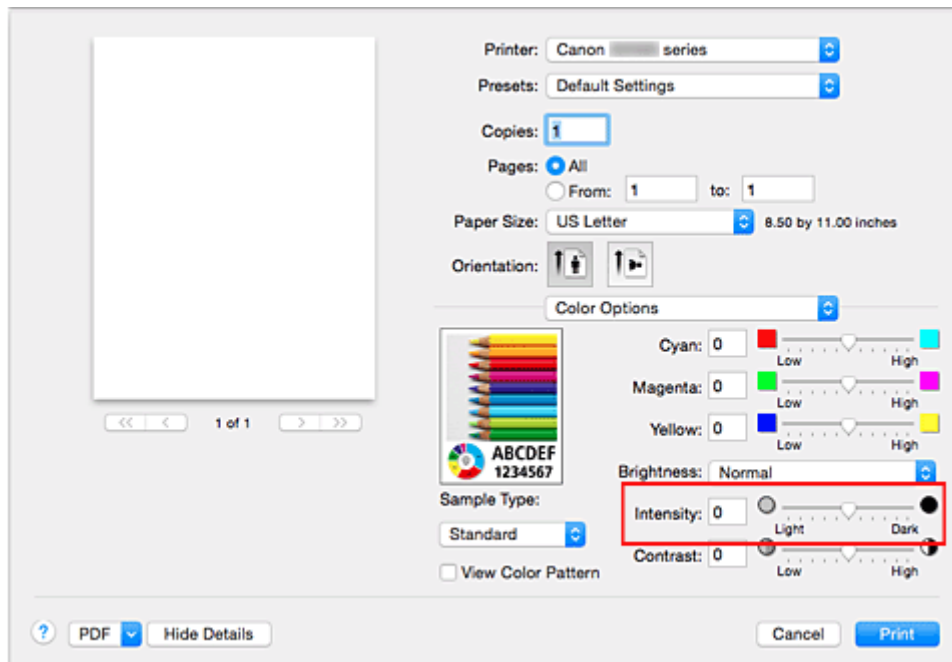 Printer: Canon series
Presets: Default Settings
Copies: 1
Pages: All
From: 1 to: 1
Paper Size: US Letter 8.50 by 11.00 inches
Orientation:
Color Options
<< < 1 of 1 > >>
ABCDEF
1234567
Sample Type:
Standard
View Color Pattern
Cyan: 0
Low High
Magenta: 0
Low High
Yellow: 0
Low High
Brightness: Normal
Intensity: 0
Light Dark
Contrast: 0
Low High
? PDF Hide Details Cancel Print